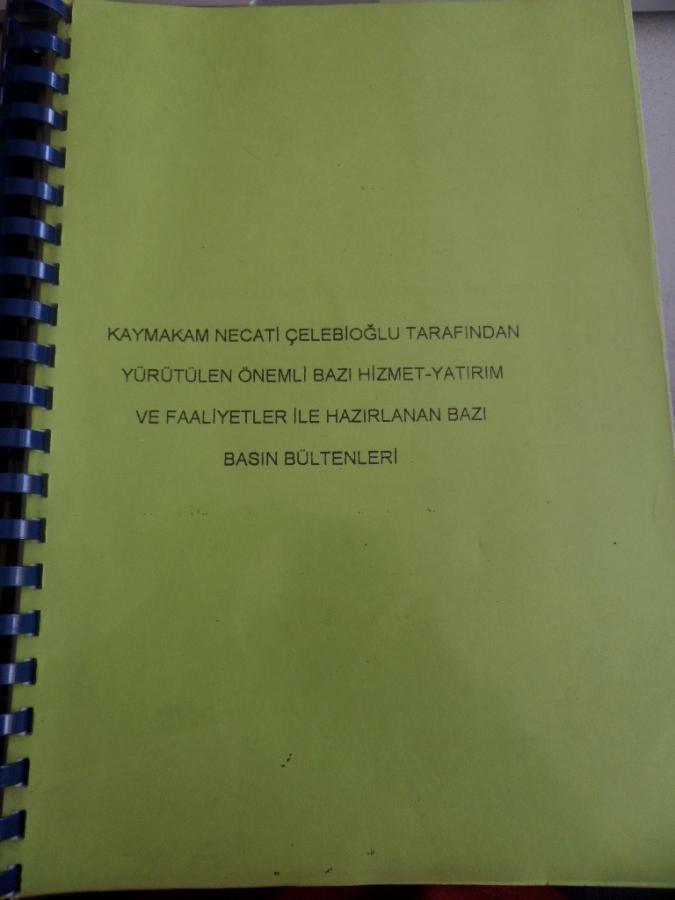 KAYMAKAM NECATİ ÇELEBİOĞLU TARAFINDAN
YÜRÜTÜLEN ÖNEMLİ BAZI HİZMET-YATIRIM
VE FAALİYETLER İLE HAZIRLANAN BAZI
BASIN BÜLTENLERİ